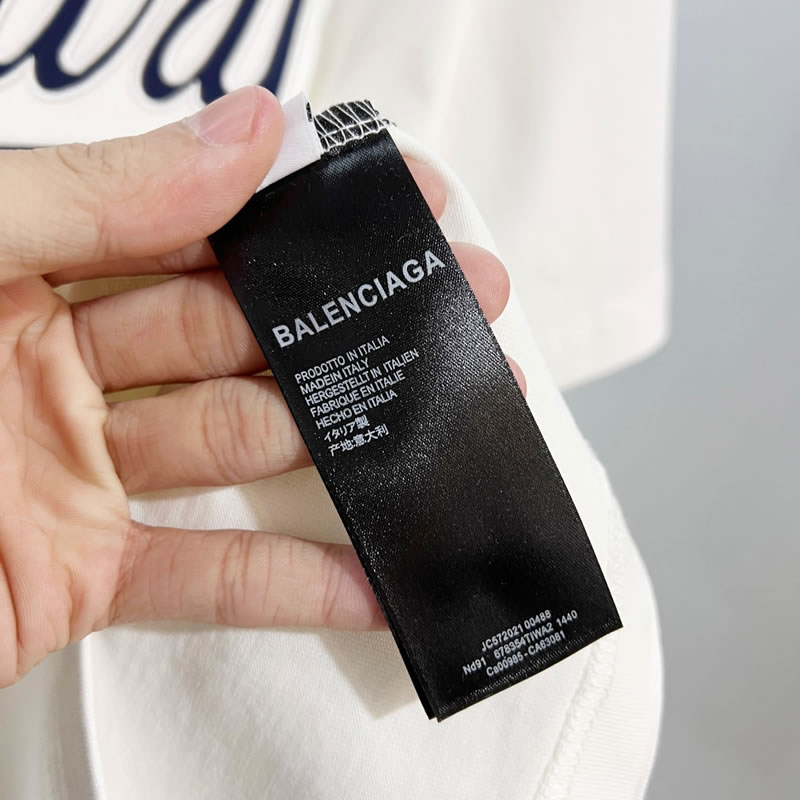 BALENCIAGA
PRODOTTO IN ITALIA
MADE IN ITALY
HERGESTELLT IN ITALIEN
FABRIQUE EN ITALIE
HECHO EN ITALIA
イタリア製
产地:意大利
JC572021 00488
Nd91 678354TIWA2 1440
Ca00985-CA63081